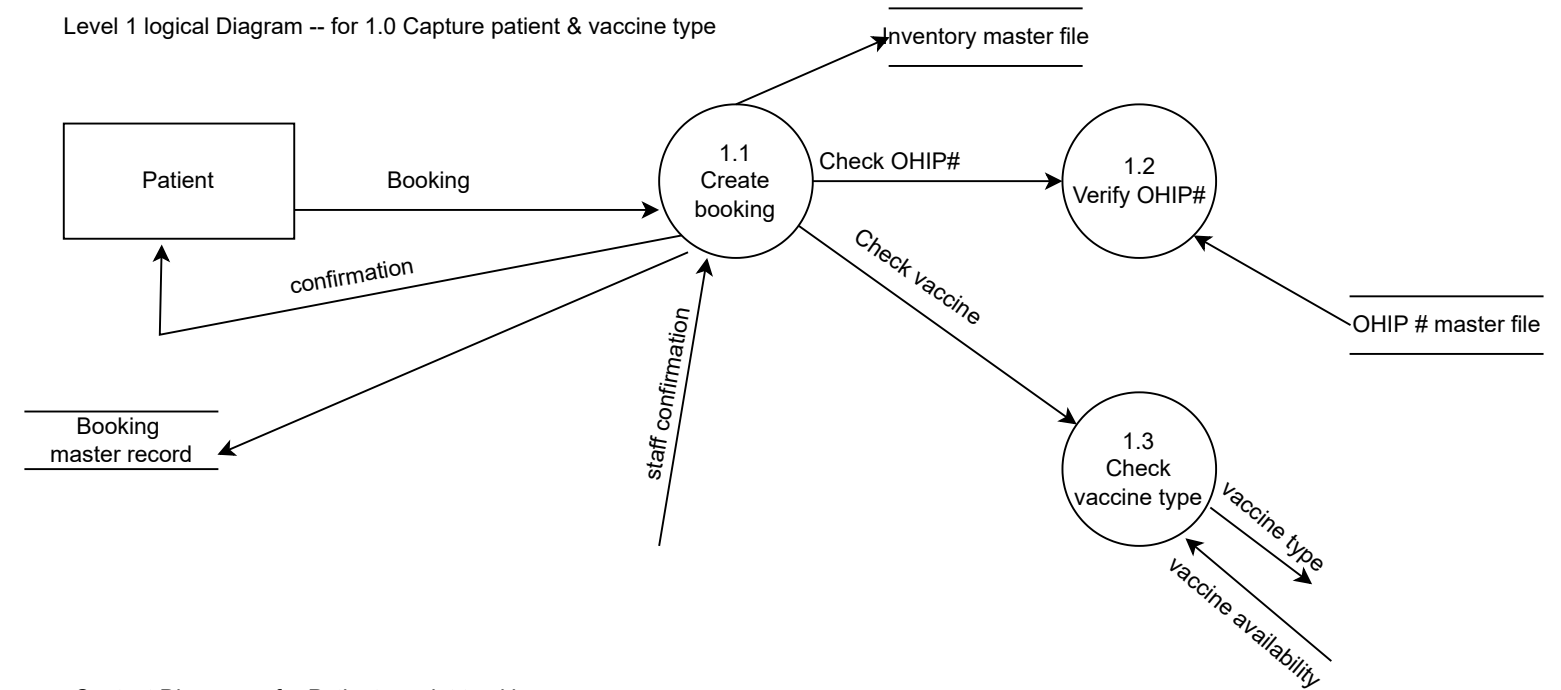 Level 1 logical Diagram -- for 1.0 Capture patient & vaccine type
Inventory master file
Patient
Booking
1.1
Create
booking
Check OHIP#
1.2
Verify OHIP#
confirmation
Check vaccine
OHIP # master file
staff confirmation
Booking
master record
1.3
Check
vaccine type
vaccine type
vaccine availability